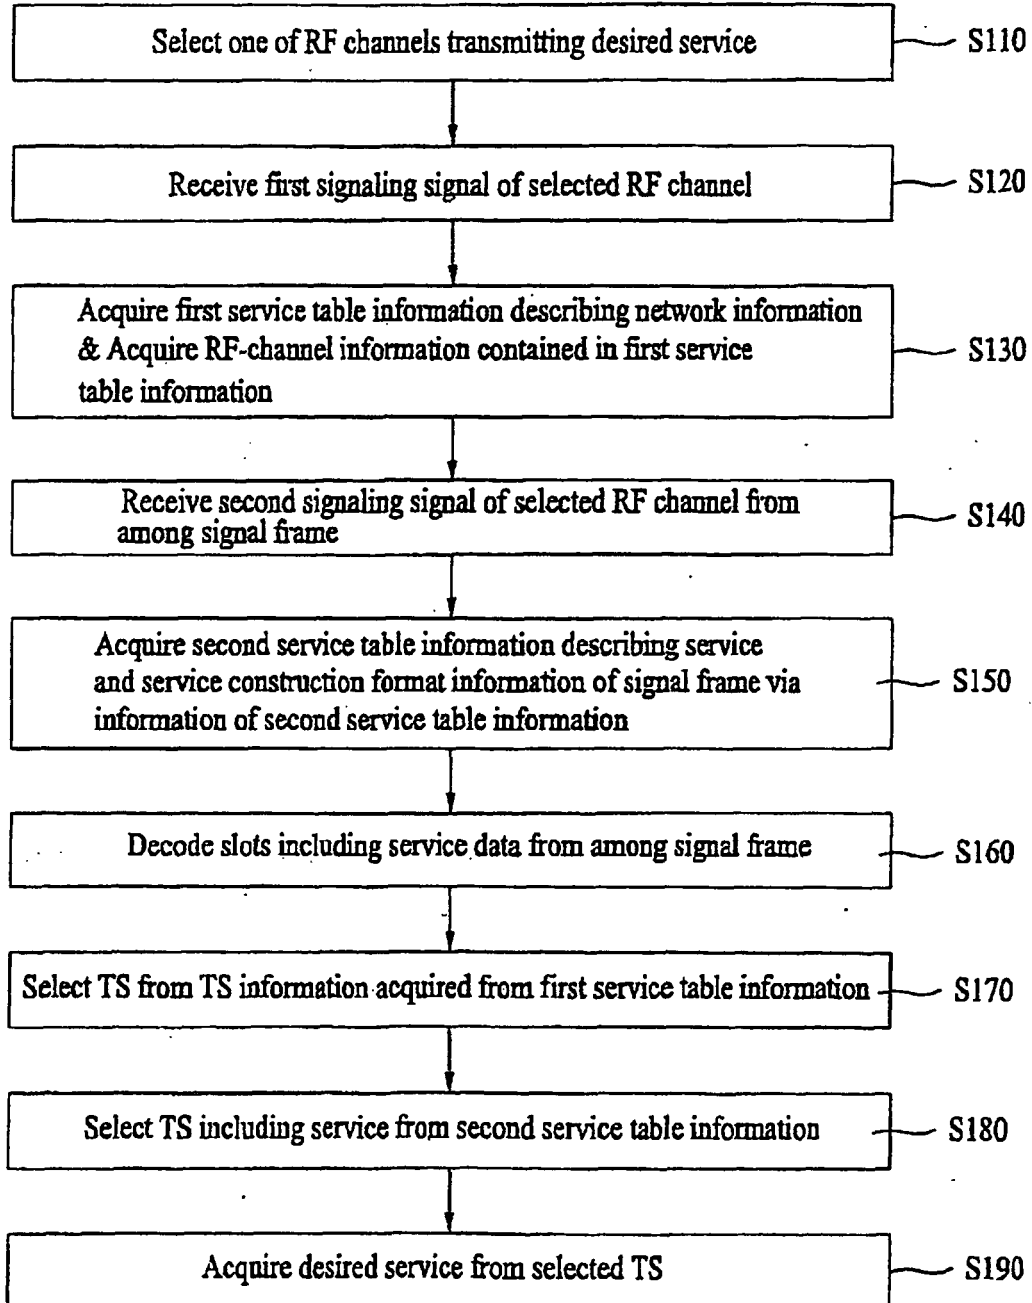 Select one of RF channels transmitting desired service
S110
Receive first signaling signal of selected RF channel
S120
Acquire first service table information describing network information
& Acquire RF-channel information contained in first service
table information
S130
Receive second signaling signal of selected RF channel from
among signal frame
S140
Acquire second service table information describing service
and service construction format information of signal frame via
information of second service table information
S150
Decode slots including service data from among signal frame
S160
Select TS from TS information acquired from first service table information
S170
Select TS including service from second service table information
S180
Acquire desired service from selected TS
S190